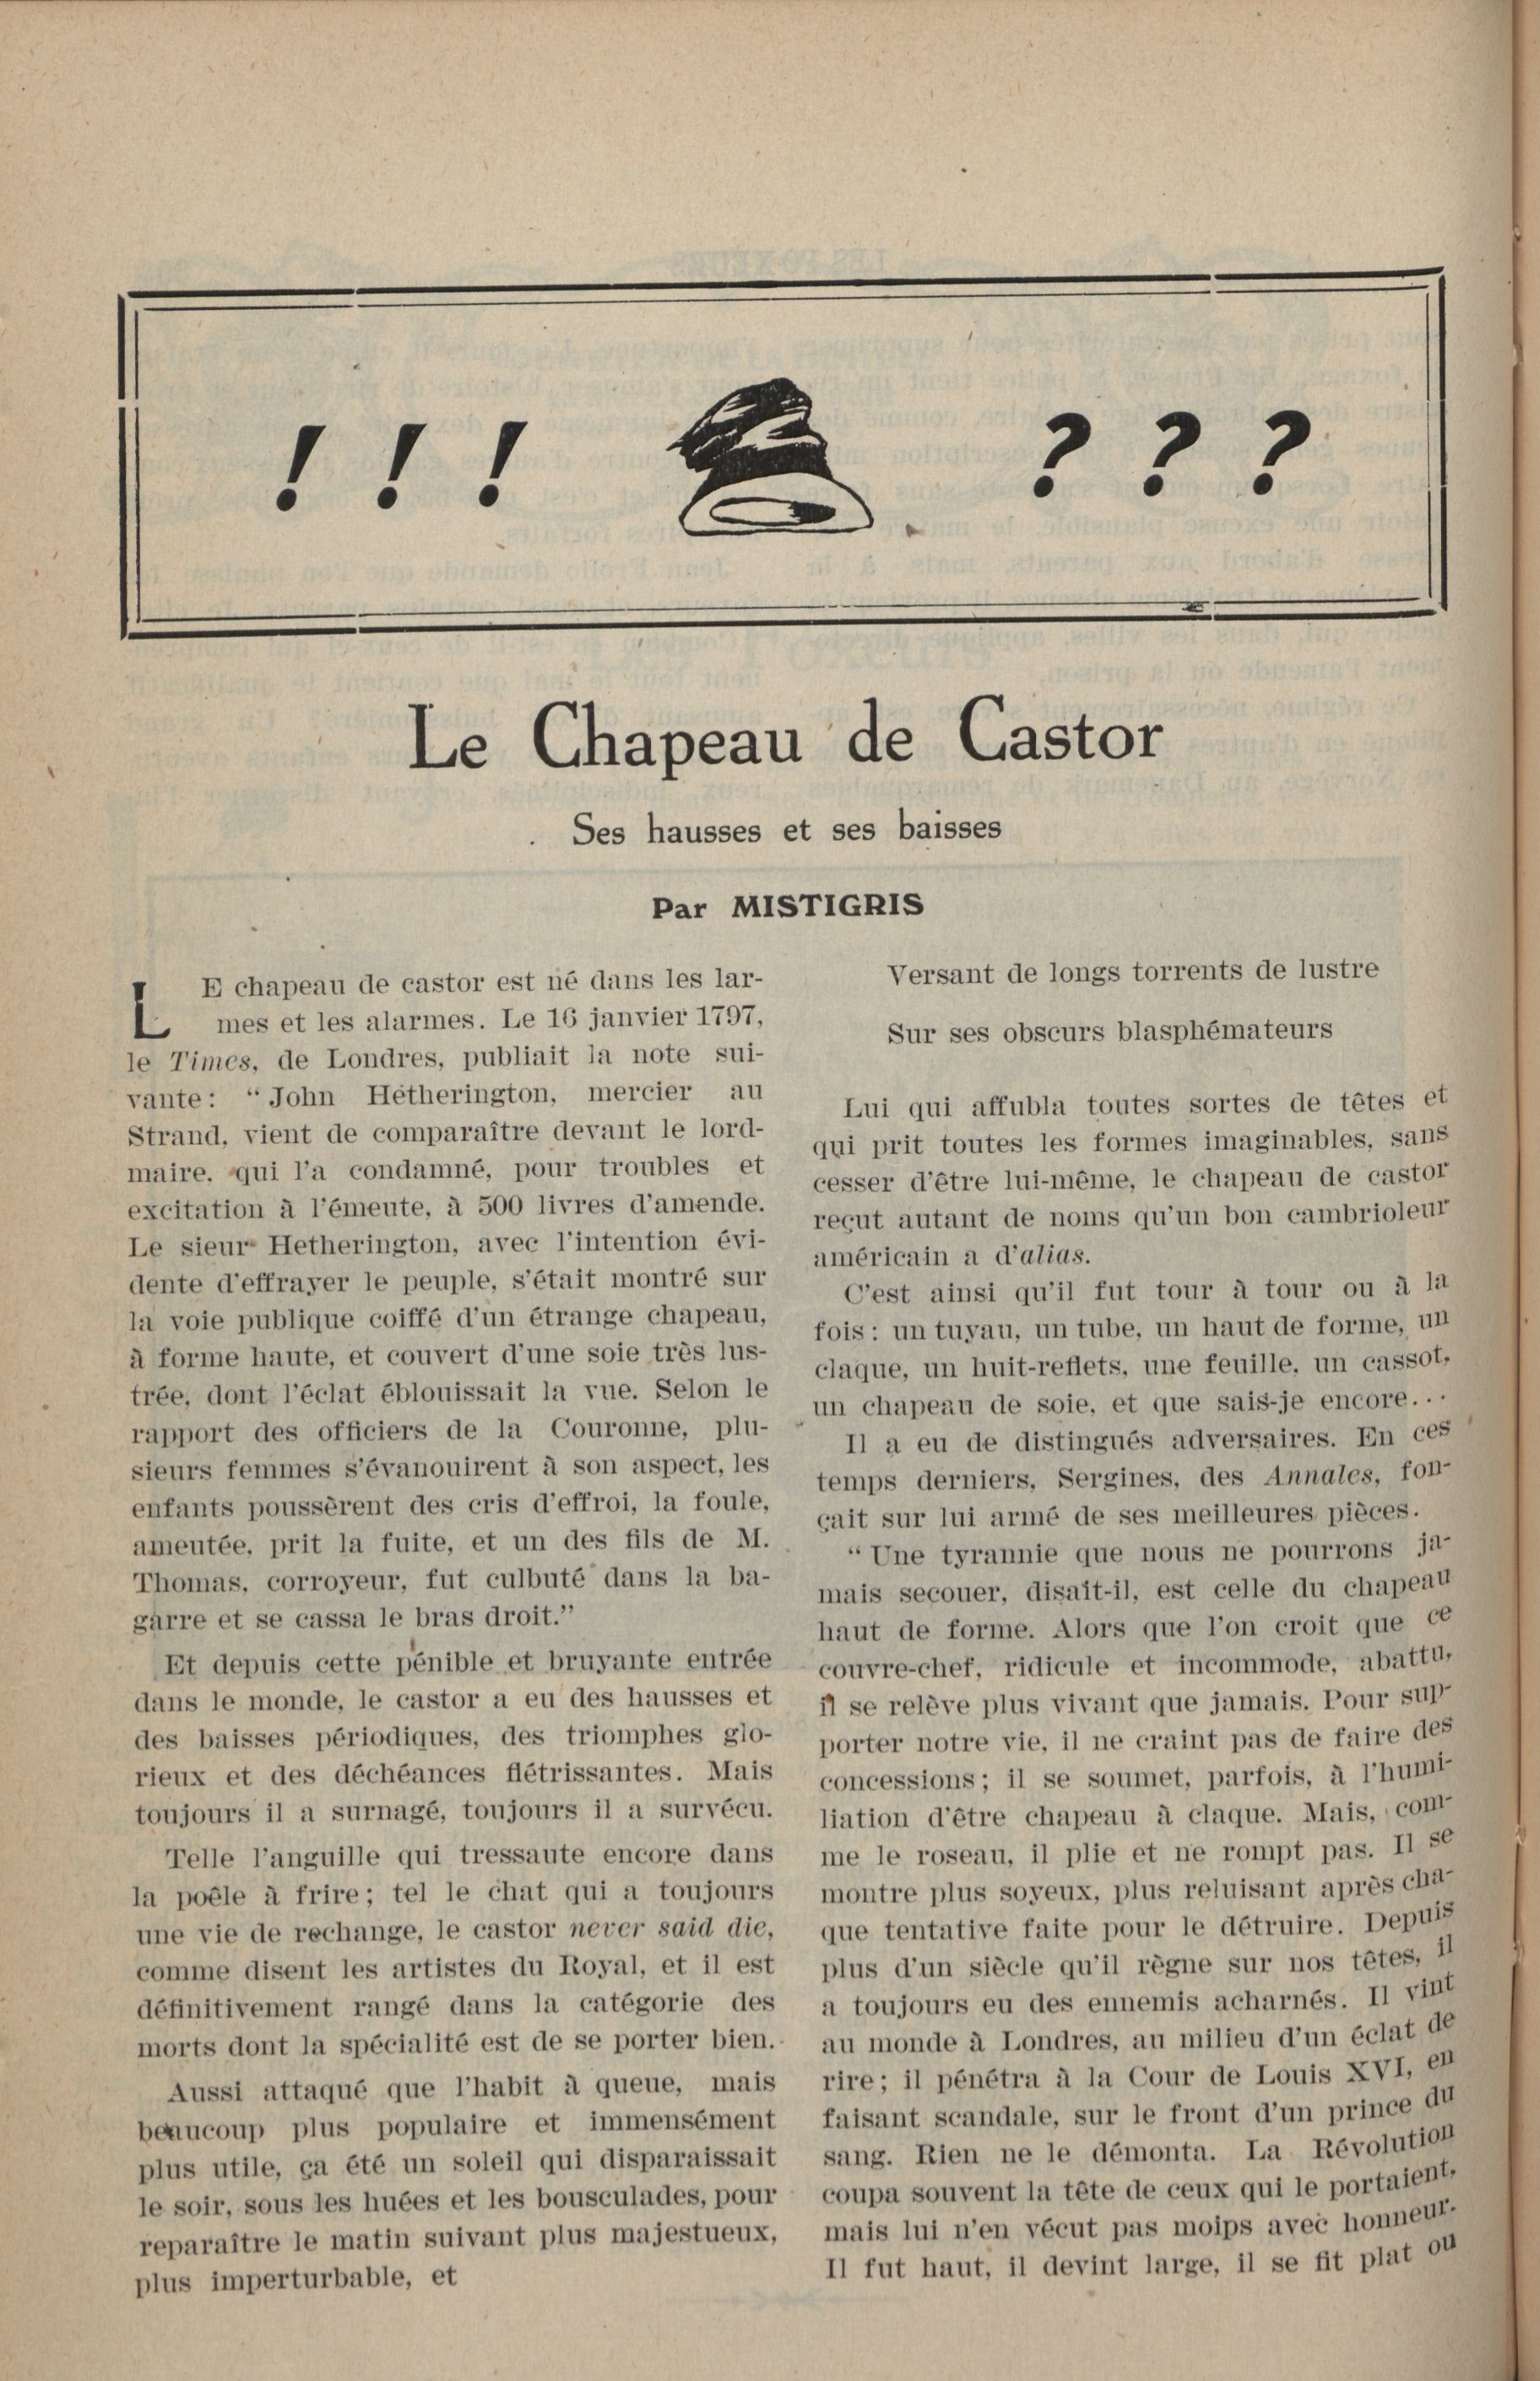 ! ! ! ? ? ?
Le Chapeau de Castor
Ses hausses et ses baisses
Par MISTIGRIS
LE chapeau de castor est né dans les lar-
mes et les alarmes. Le 16 janvier 1797,
le Times, de Londres, publiait la note sui-
vante: “John Hetherington, mercier au
Strand, vient de comparaître devant le lord-
maire, qui l'a condamné, pour troubles et
excitation à l'émeute, à 500 livres d'amende.
Le sieur Hetherington, avec l'intention évi-
dente d'effrayer le peuple, s'était montré sur
la voie publique coiffé d'un étrange chapeau,
à forme haute, et couvert d'une soie très lus-
trée, dont l'éclat éblouissait la vue. Selon le
rapport des officiers de la Couronne, plu-
sieurs femmes s'évanouirent à son aspect, les
enfants poussèrent des cris d'effroi, la foule,
ameutée, prit la fuite, et un des fils de M.
Thomas, corroyeur, fut culbuté dans la ba-
garre et se cassa le bras droit.”
Et depuis cette pénible et bruyante entrée
dans le monde, le castor a eu des hausses et
des baisses périodiques, des triomphes glo-
rieux et des déchéances flétrissantes. Mais
toujours il a surnagé, toujours il a survécu.
Telle l'anguille qui tressaute encore dans
la poêle à frire; tel le chat qui a toujours
une vie de rechange, le castor never said die,
comme disent les artistes du Royal, et il est
définitivement rangé dans la catégorie des
morts dont la spécialité est de se porter bien.
Aussi attaqué que l'habit à queue, mais
beaucoup plus populaire et immensément
plus utile, ça été un soleil qui disparaissait
le soir, sous les huées et les bousculades, pour
reparaître le matin suivant plus majestueux,
plus imperturbable, et
Versant de longs torrents de lustre
Sur ses obscurs blasphémateurs
Lui qui affubla toutes sortes de têtes et
qui prit toutes les formes imaginables, sans
cesser d'être lui-même, le chapeau de castor
reçut autant de noms qu'un bon cambrioleur
américain a d'alias.
C'est ainsi qu'il fut tour à tour ou à la
fois: un tuyau, un tube, un haut de forme, un
claque, un huit-reflets, une feuille, un cassot,
un chapeau de soie, et que sais-je encore...
Il a eu de distingués adversaires. En ces
temps derniers, Sergines, des Annales, fon-
çait sur lui armé de ses meilleures pièces.
“Une tyrannie que nous ne pourrons ja-
mais secouer, disait-il, est celle du chapeau
haut de forme. Alors que l'on croit que ce
couvre-chef, ridicule et incommode, abattu,
il se relève plus vivant que jamais. Pour sup-
porter notre vie, il ne craint pas de faire des
concessions; il se soumet, parfois, à l'humi-
liation d'être chapeau à claque. Mais, com-
me le roseau, il plie et ne rompt pas. Il se
montre plus soyeux, plus reluisant après cha-
que tentative faite pour le détruire. Depuis
plus d'un siècle qu'il règne sur nos têtes, il
a toujours eu des ennemis acharnés. Il vint
au monde à Londres, au milieu d'un éclat de
rire; il pénétra à la Cour de Louis XVI, en
faisant scandale, sur le front d'un prince du
sang. Rien ne le démonta. La Révolution
coupa souvent la tête de ceux qui le portaient,
mais lui n'en vécut pas moips avec honneur.
Il fut haut, il devint large, il se fit plat ou